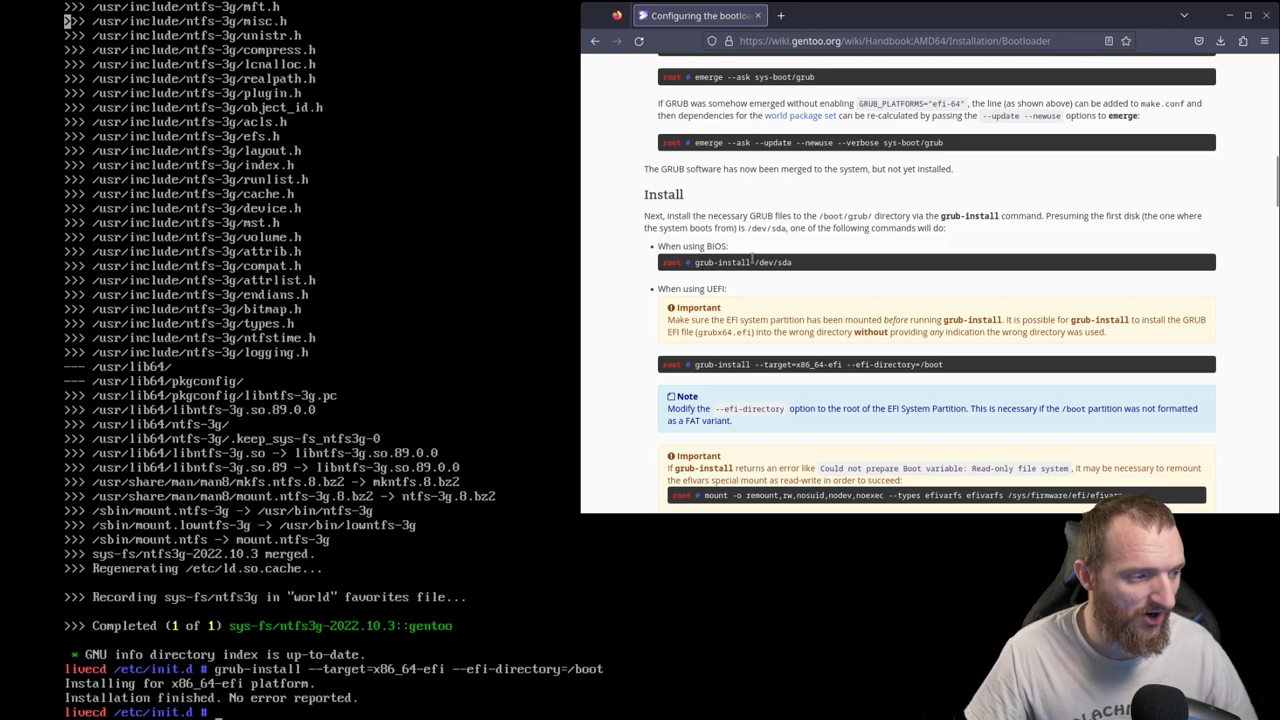 >>> /usr/include/ntfs-3g/mft.h
>>> /usr/include/ntfs-3g/misc.h
>>> /usr/include/ntfs-3g/unistr.h
>>> /usr/include/ntfs-3g/compress.h
>>> /usr/include/ntfs-3g/lcnalloc.h
>>> /usr/include/ntfs-3g/realpath.h
>>> /usr/include/ntfs-3g/plugin.h
>>> /usr/include/ntfs-3g/object_id.h
>>> /usr/include/ntfs-3g/acls.h
>>> /usr/include/ntfs-3g/efs.h
>>> /usr/include/ntfs-3g/layout.h
>>> /usr/include/ntfs-3g/index.h
>>> /usr/include/ntfs-3g/runlist.h
>>> /usr/include/ntfs-3g/cache.h
>>> /usr/include/ntfs-3g/device.h
>>> /usr/include/ntfs-3g/mst.h
>>> /usr/include/ntfs-3g/volume.h
>>> /usr/include/ntfs-3g/attrib.h
>>> /usr/include/ntfs-3g/compat.h
>>> /usr/include/ntfs-3g/attrlist.h
>>> /usr/include/ntfs-3g/endians.h
>>> /usr/include/ntfs-3g/bitmap.h
>>> /usr/include/ntfs-3g/types.h
>>> /usr/include/ntfs-3g/ntfstime.h
>>> /usr/include/ntfs-3g/logging.h
--- /usr/lib64/
--- /usr/lib64/pkgconfig/
>>> /usr/lib64/pkgconfig/libntfs-3g.pc
>>> /usr/lib64/libntfs-3g.so.89.0.0
>>> /usr/lib64/ntfs-3g/
>>> /usr/lib64/ntfs-3g/.keep_sys-fs_ntfs3g-0
>>> /usr/lib64/libntfs-3g.so -> libntfs-3g.so.89.0.0
>>> /usr/lib64/libntfs-3g.so.89 -> libntfs-3g.so.89.0.0
>>> /usr/share/man/man8/mkfs.ntfs.8.bz2 -> mkntfs.8.bz2
>>> /usr/share/man/man8/mount.ntfs-3g.8.bz2 -> ntfs-3g.8.bz2
>>> /sbin/mount.ntfs-3g -> /usr/bin/ntfs-3g
>>> /sbin/mount.lowntfs-3g -> /usr/bin/lowntfs-3g
>>> /sbin/mount.ntfs -> mount.ntfs-3g
>>> sys-fs/ntfs3g-2022.10.3 merged.
>>> Regenerating /etc/ld.so.cache...
>>> Recording sys-fs/ntfs3g in "world" favorites file...
>>> Completed (1 of 1) sys-fs/ntfs3g-2022.10.3::gentoo
* GNU info directory index is up-to-date.
livecd /etc/init.d # grub-install --target=x86_64-efi --efi-directory=/boot
Installing for x86_64-efi platform.
Installation finished. No error reported.
livecd /etc/init.d #
Configuring the bootloa
https://wiki.gentoo.org/wiki/Handbook:AMD64/Installation/Bootloader
root # emerge --ask sys-boot/grub
If GRUB was somehow emerged without enabling GRUB_PLATFORMS="efi-64", the line (as shown above) can be added to make.conf and
then dependencies for the world package set can be re-calculated by passing the --update --newuse options to emerge:
root # emerge --ask --update --newuse --verbose sys-boot/grub
The GRUB software has now been merged to the system, but not yet installed.
Install
Next, install the necessary GRUB files to the /boot/grub/ directory via the grub-install command. Presuming the first disk (the one where
the system boots from) is /dev/sda, one of the following commands will do:
• When using BIOS:
root # grub-install /dev/sda
• When using UEFI:
Important
Make sure the EFI system partition has been mounted before running grub-install. It is possible for grub-install to install the GRUB
EFI file (grubx64.efi) into the wrong directory without providing any indication the wrong directory was used.
root # grub-install --target=x86_64-efi --efi-directory=/boot
Note
Modify the --efi-directory option to the root of the EFI System Partition. This is necessary if the /boot partition was not formatted
as a FAT variant.
Important
If grub-install returns an error like Could not prepare Boot variable: Read-only file system, it may be necessary to remount
the efivars special mount as read-write in order to succeed:
root # mount -o remount,rw,nosuid,nodev,noexec --types efivarfs efivarfs /sys/firmware/efi/efivars